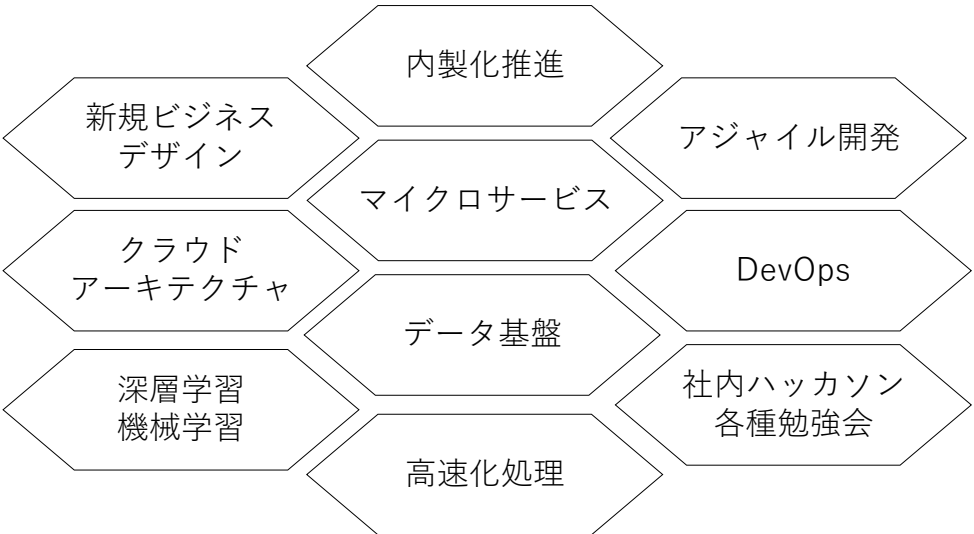 内製化推進
新規ビジネス
デザイン
アジャイル開発
マイクロサービス
クラウド
アーキテクチャ
DevOps
データ基盤
深層学習
機械学習
社内ハッカソン
各種勉強会
高速化処理